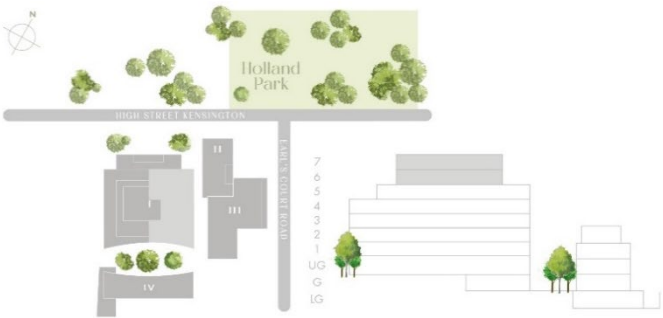 N
Holland
Park
HIGH STREET KENSINGTON
EARL'S COURT ROAD
II
III
I
IV
7
6
5
4
3
2
1
UG
G
LG